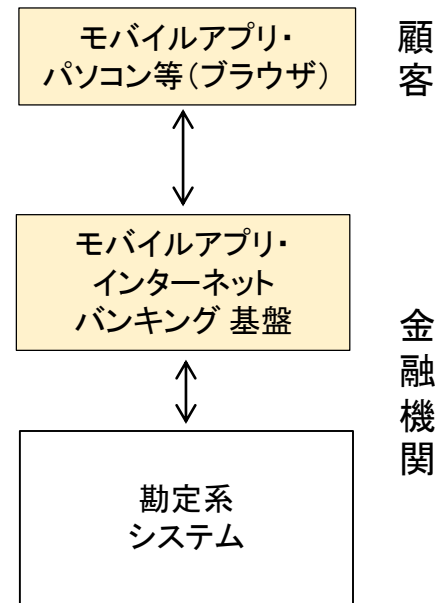 モバイルアプリ・
パソコン等(ブラウザ)
顧
客
モバイルアプリ・
インターネット
バンキング 基盤
金
融
機
関
勘定系
システム